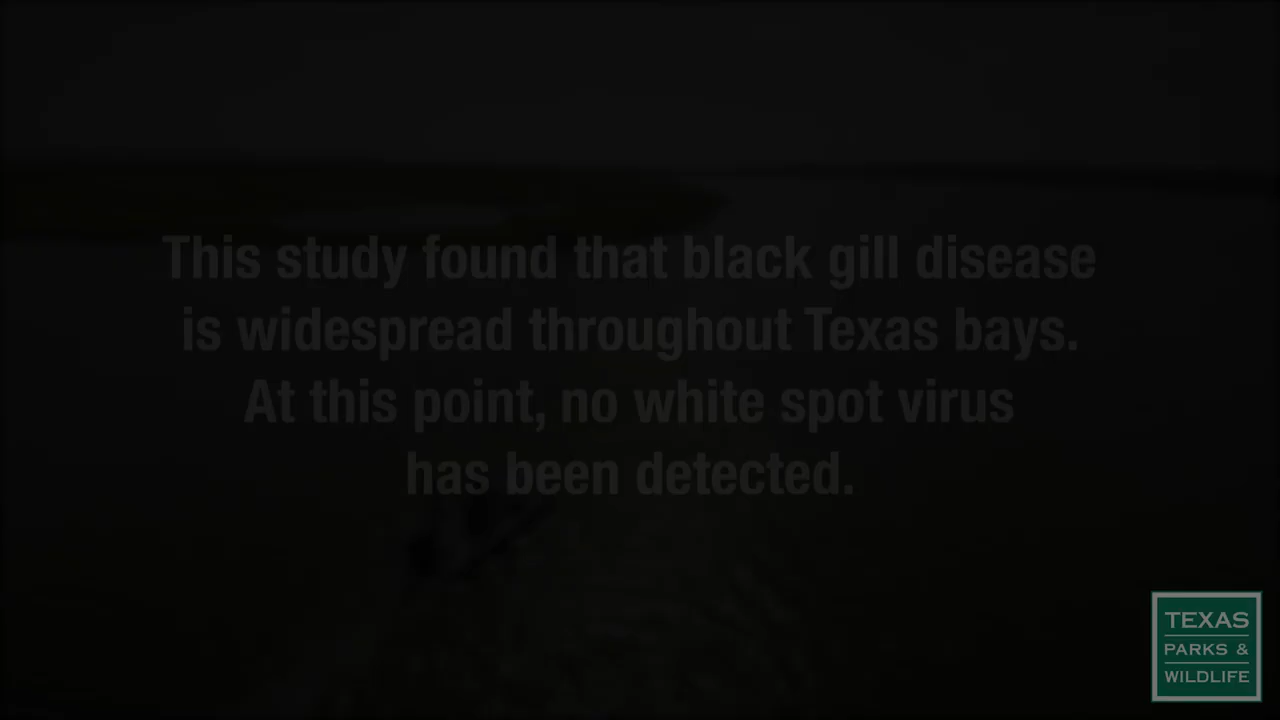 This study found that black gill disease
is widespread throughout Texas bays.
At this point, no white spot virus
has been detected.
TEXAS
PARKS &
WILDLIFE